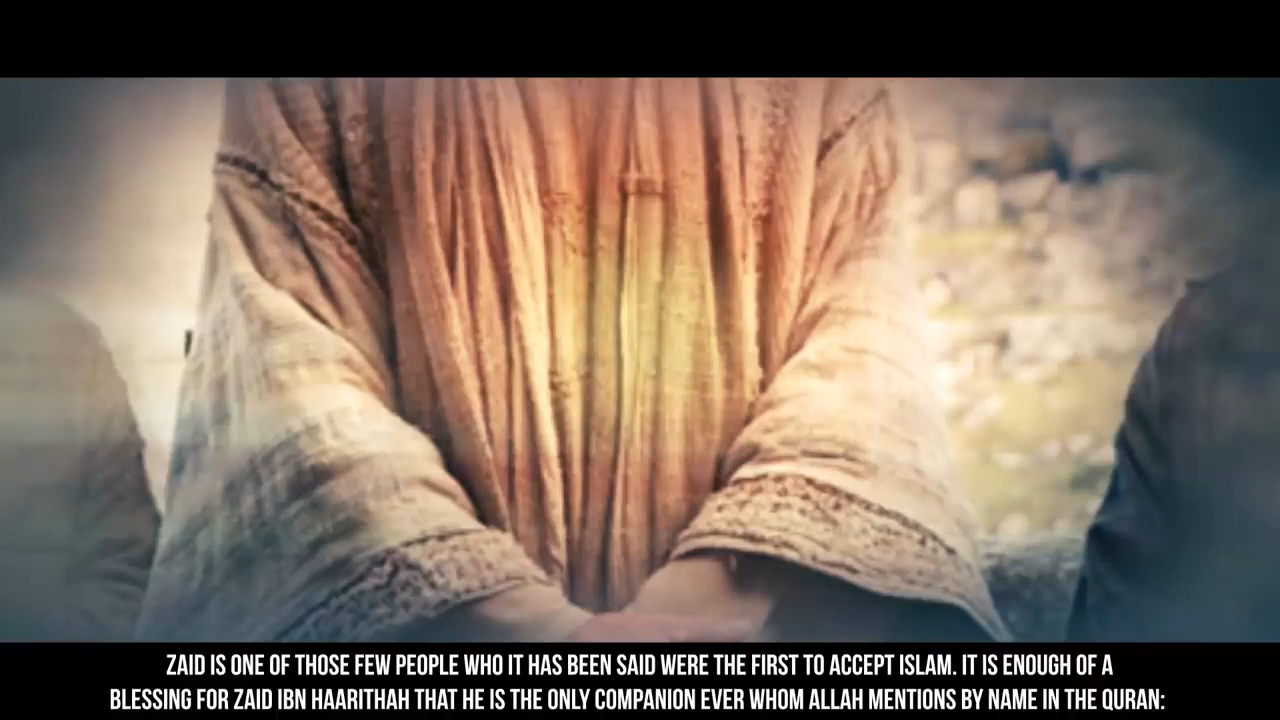 ZAID IS ONE OF THOSE FEW PEOPLE WHO IT HAS BEEN SAID WERE THE FIRST TO ACCEPT ISLAM. IT IS ENOUGH OF A
BLESSING FOR ZAID IBN HAARITHAH THAT HE IS THE ONLY COMPANION EVER WHOM ALLAH MENTIONS BY NAME IN THE QURAN: